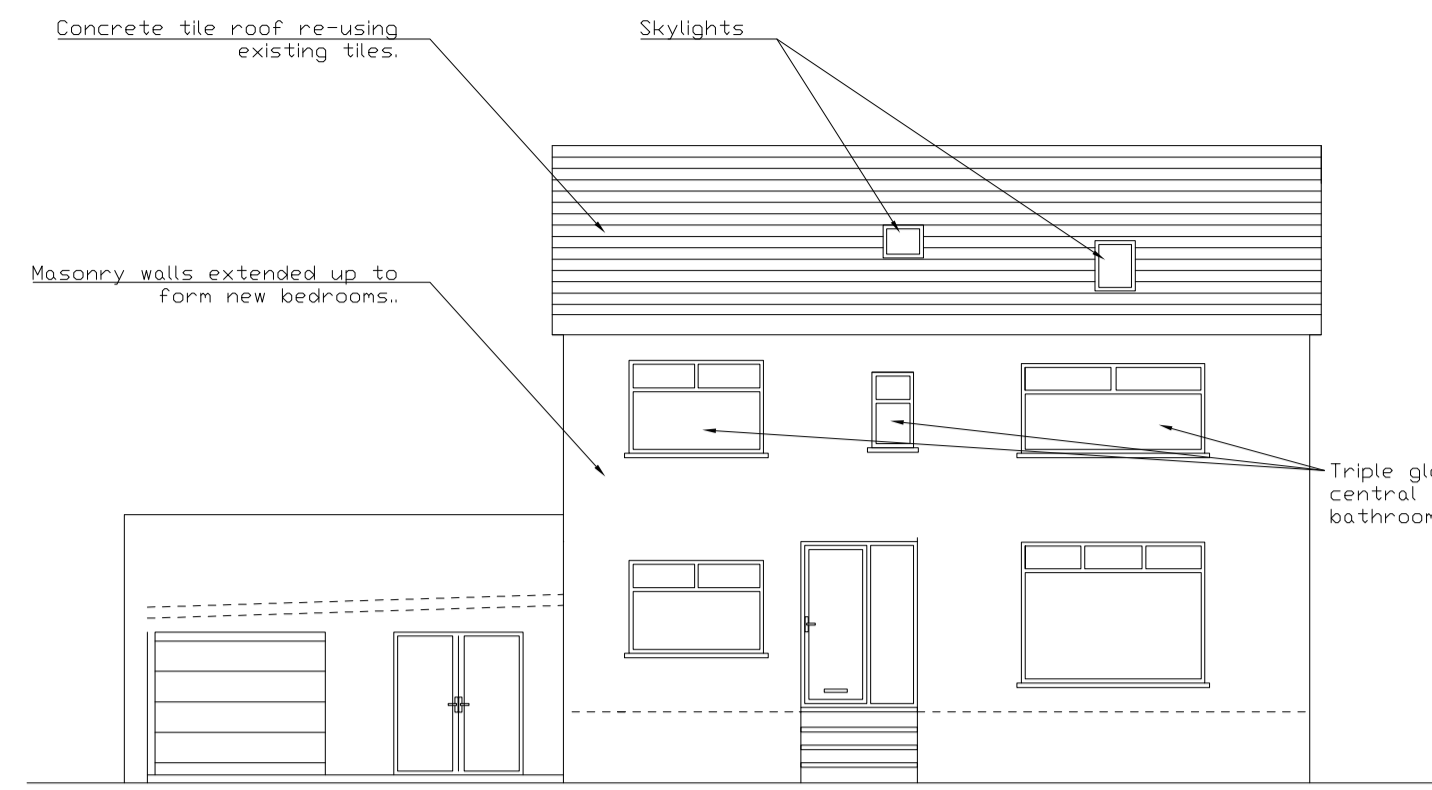 Concrete tile roof re-using
existing tiles.
Skylights
Masonry walls extended up to
form new bedrooms..
Triple
central